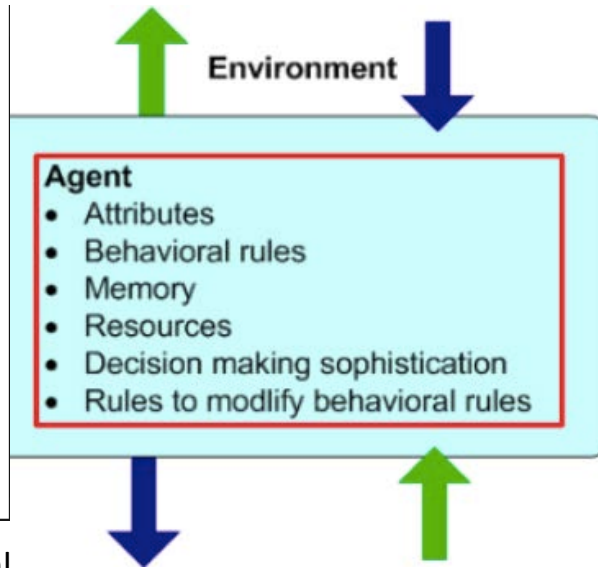 Environment
Agent
• Attributes
• Behavioral rules
• Memory
• Resources
• Decision making sophistication
• Rules to modlify behavioral rules